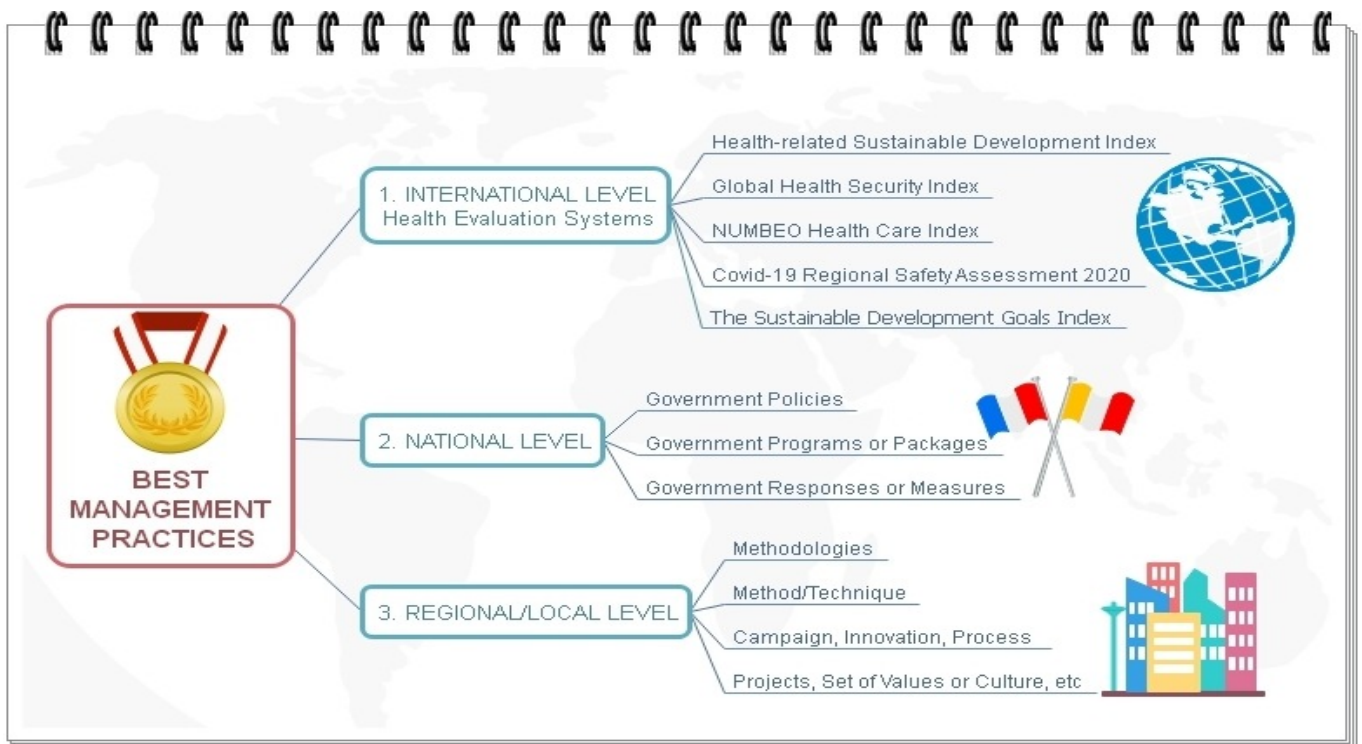 BEST
MANAGEMENT
PRACTICES
1. INTERNATIONAL LEVEL
Health Evaluation Systems
Health-related Sustainable Development Index
Global Health Security Index
NUMBEO Health Care Index
Covid-19 Regional Safety Assessment 2020
The Sustainable Development Goals Index
2. NATIONAL LEVEL
Government Policies
Government Programs or Packages
Government Responses or Measures
3. REGIONAL/LOCAL LEVEL
Methodologies
Method/Technique
Campaign, Innovation, Process
Projects, Set of Values or Culture, etc